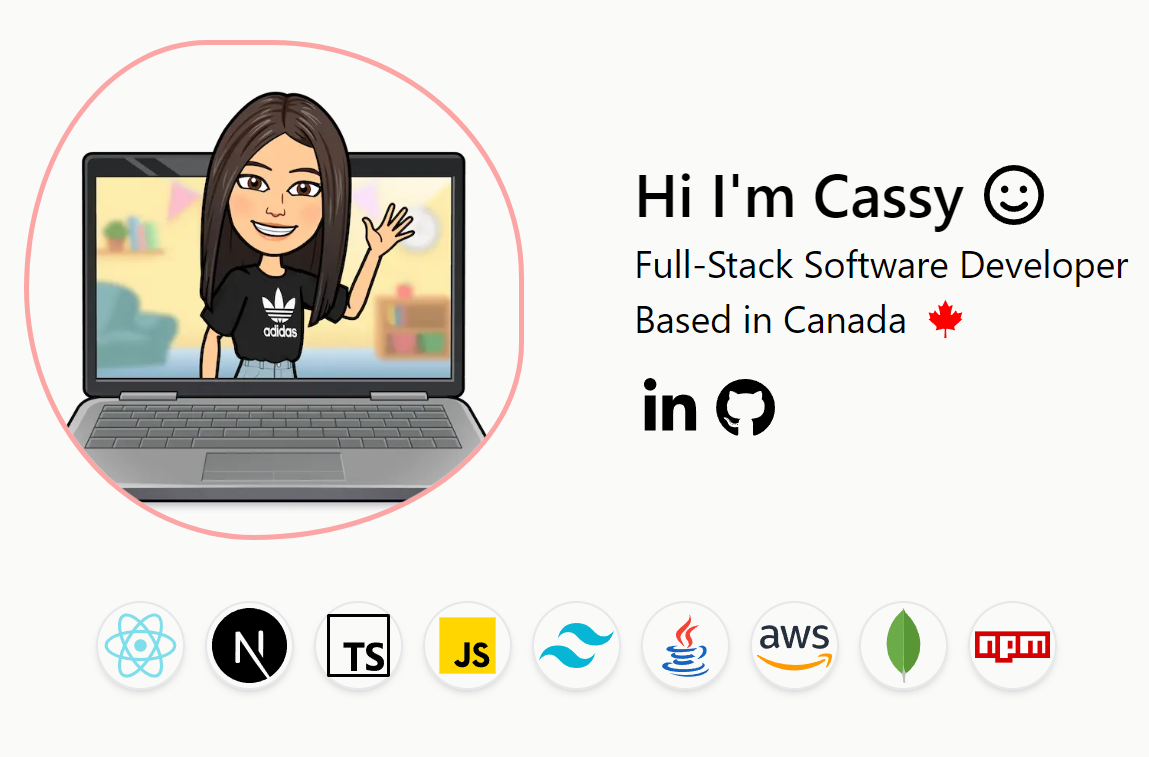 adidas
Hi I'm Cassy
Full-Stack Software Developer
Based in Canada
in
N
TS
JS
aws
npm